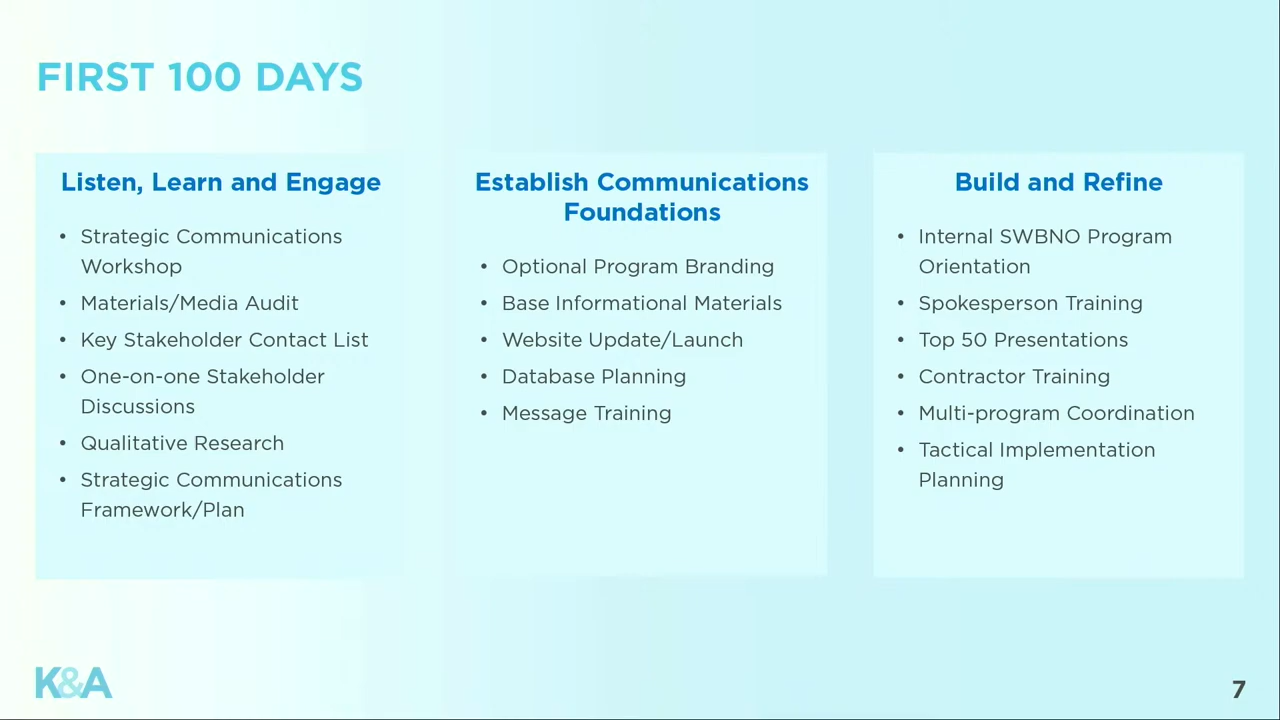 FIRST 100 DAYS
Listen, Learn and Engage
• Strategic Communications
Workshop
• Materials/Media Audit
• Key Stakeholder Contact List
• One-on-one Stakeholder
Discussions
• Qualitative Research
• Strategic Communications
Framework/Plan
Establish Communications
Foundations
• Optional Program Branding
• Base Informational Materials
• Website Update/Launch
• Database Planning
• Message Training
Build and Refine
• Internal SWBNO Program
Orientation
• Spokesperson Training
• Top 50 Presentations
• Contractor Training
• Multi-program Coordination
• Tactical Implementation
Planning
K&A
7